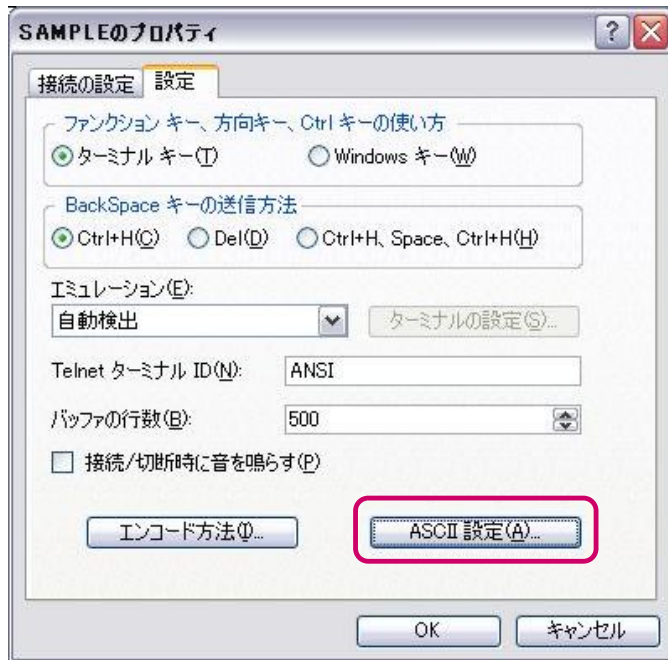 SAMPLEのプロパティ
接続の設定 設定
ファンクション キー、方向キー、Ctrl キーの使い方
ターミナル キー(T) Windows キー(W)
BackSpace キーの送信方法
Ctrl+H(C) Del(D) Ctrl+H、Space、Ctrl+H(H)
エミュレーション(E):
自動検出 ターミナルの設定(S)...
Telnet ターミナル ID(N): ANSI
バッファの行数(B): 500
接続/切断時に音を鳴らす(P)
エンコード方法(I)... ASCII 設定(A)...
OK キャンセル